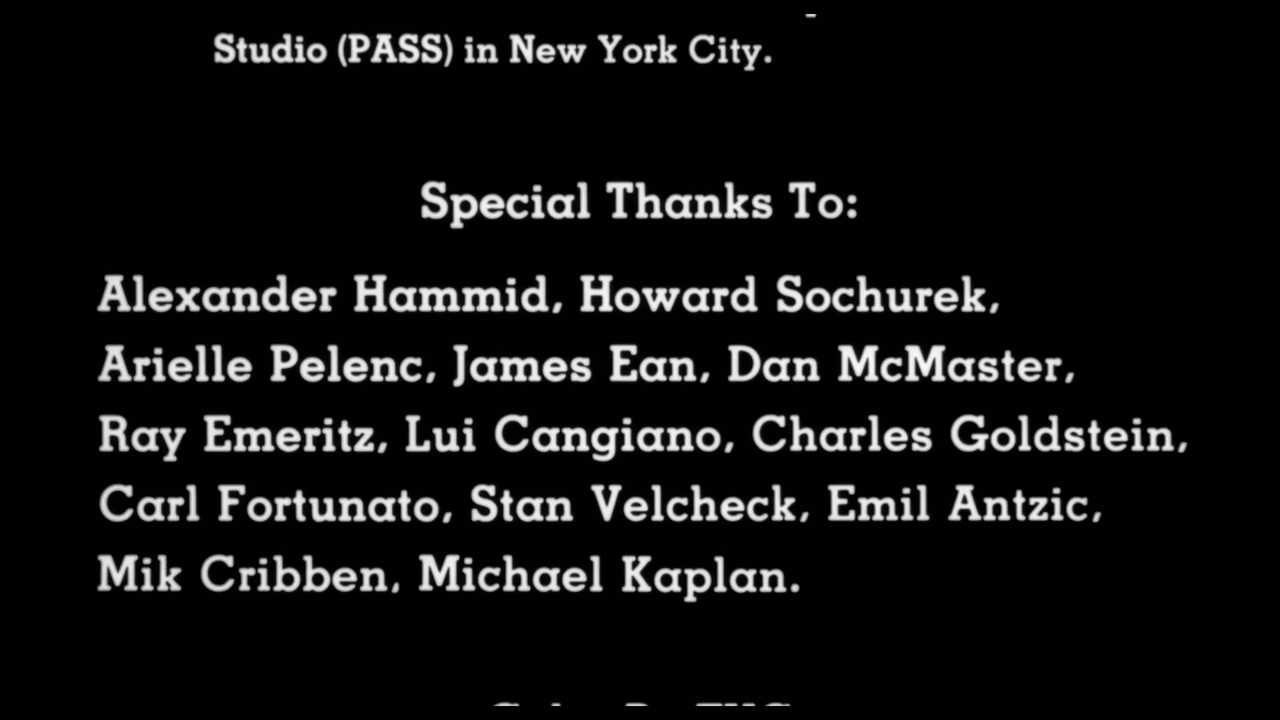 Studio (PASS) in New York City.
Special Thanks To:
Alexander Hammid, Howard Sochurek,
Arielle Pelenc, James Ean, Dan McMaster,
Ray Emeritz, Lui Cangiano, Charles Goldstein,
Carl Fortunato, Stan Velcheck, Emil Antzic,
Mik Cribben, Michael Kaplan.